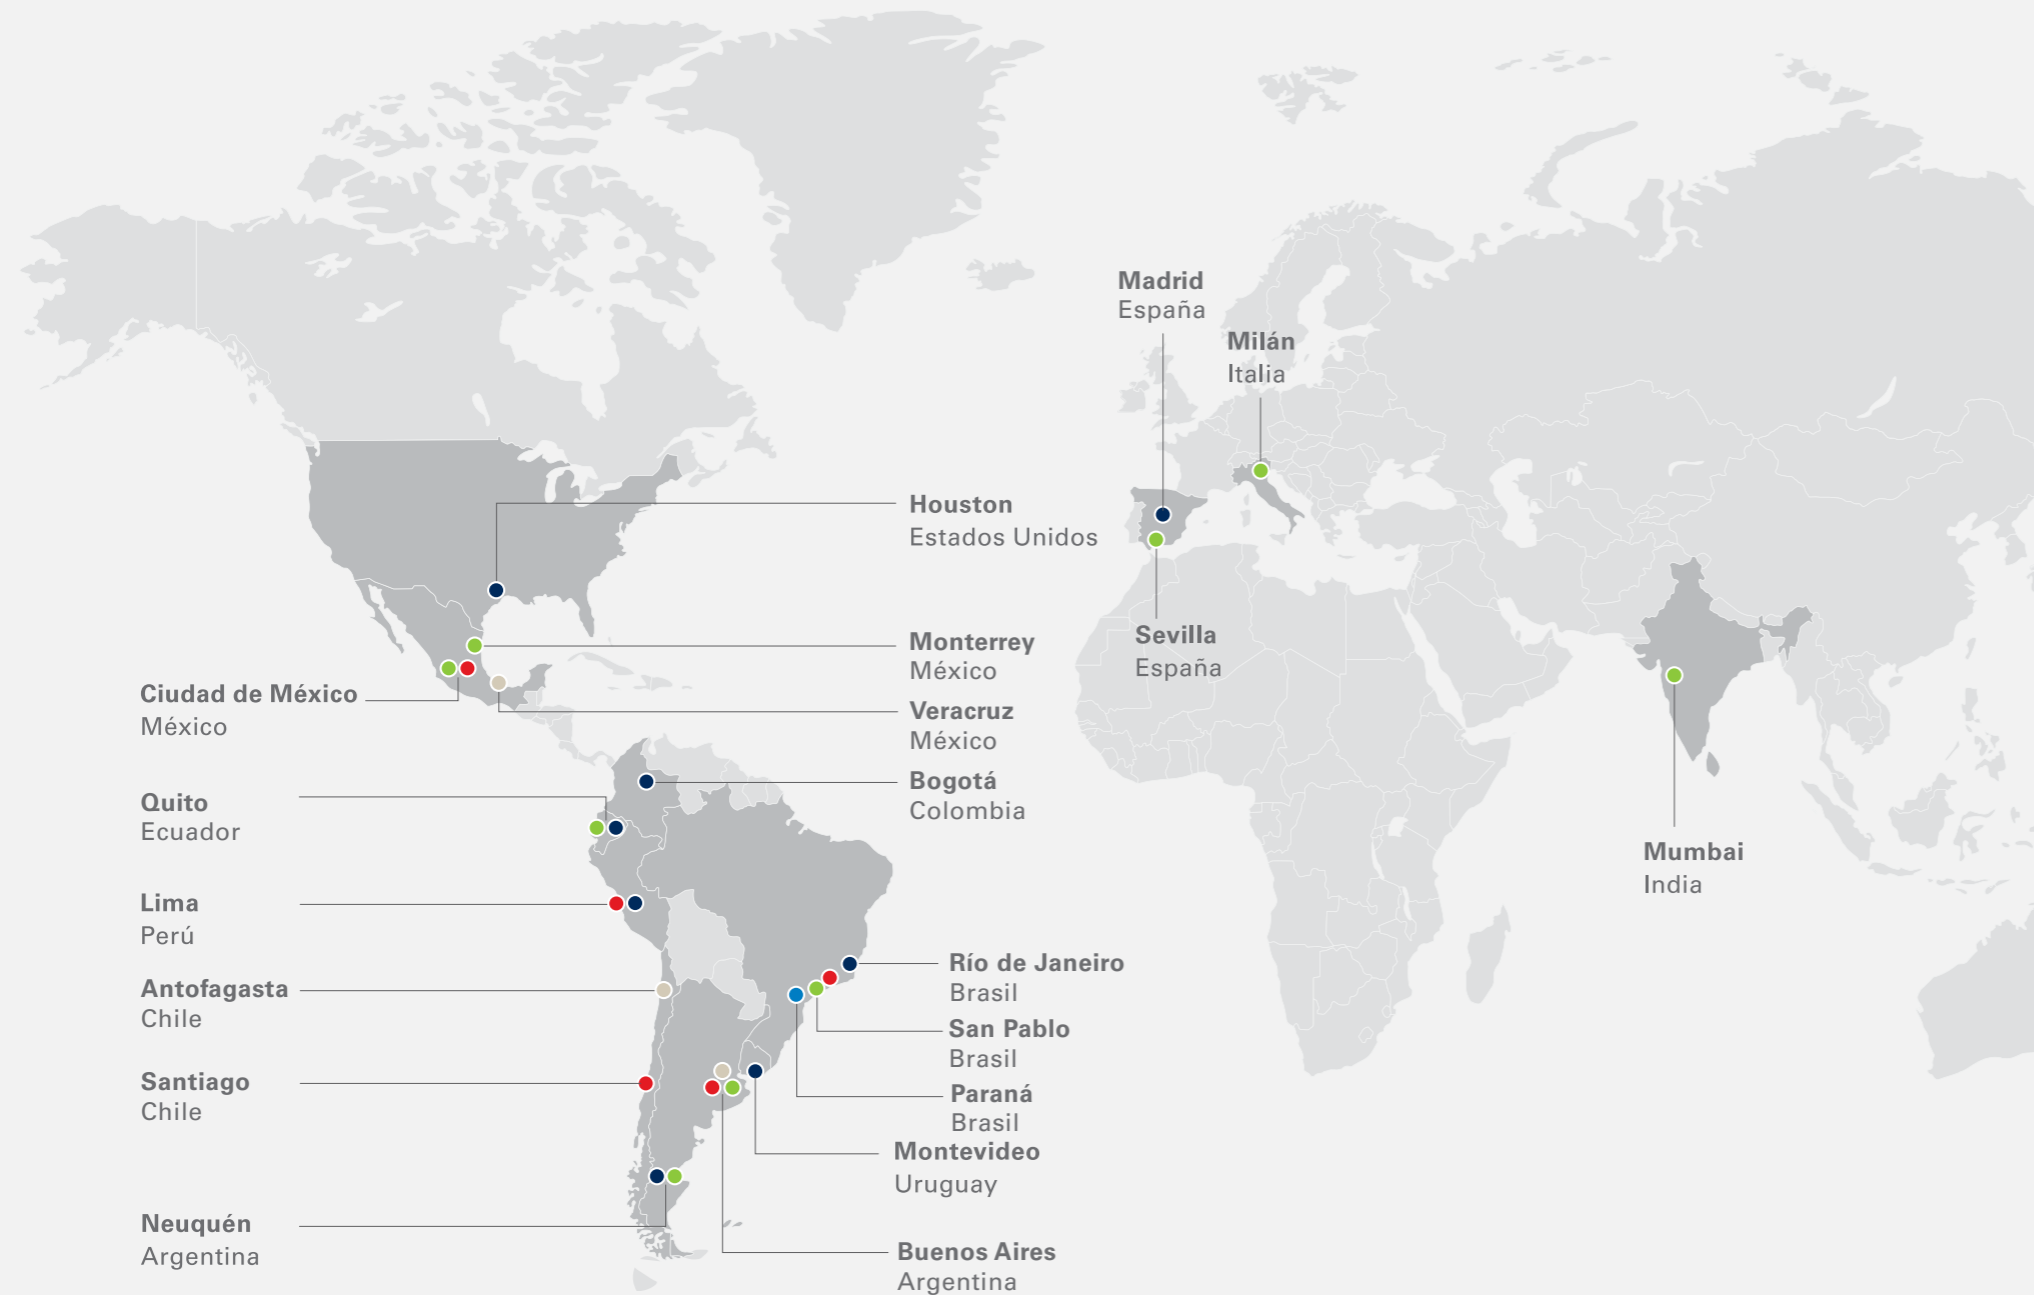 Madrid
España
Milán
Italia
Houston
Estados Unidos
Monterrey
México
Sevilla
España
Ciudad de México
México
Veracruz
México
Bogotá
Colombia
Quito
Ecuador
Mumbai
India
Lima
Perú
Río de Janeiro
Brasil
Antofagasta
Chile
San Pablo
Brasil
Santiago
Chile
Paraná
Brasil
Montevideo
Uruguay
Neuquén
Argentina
Buenos Aires
Argentina